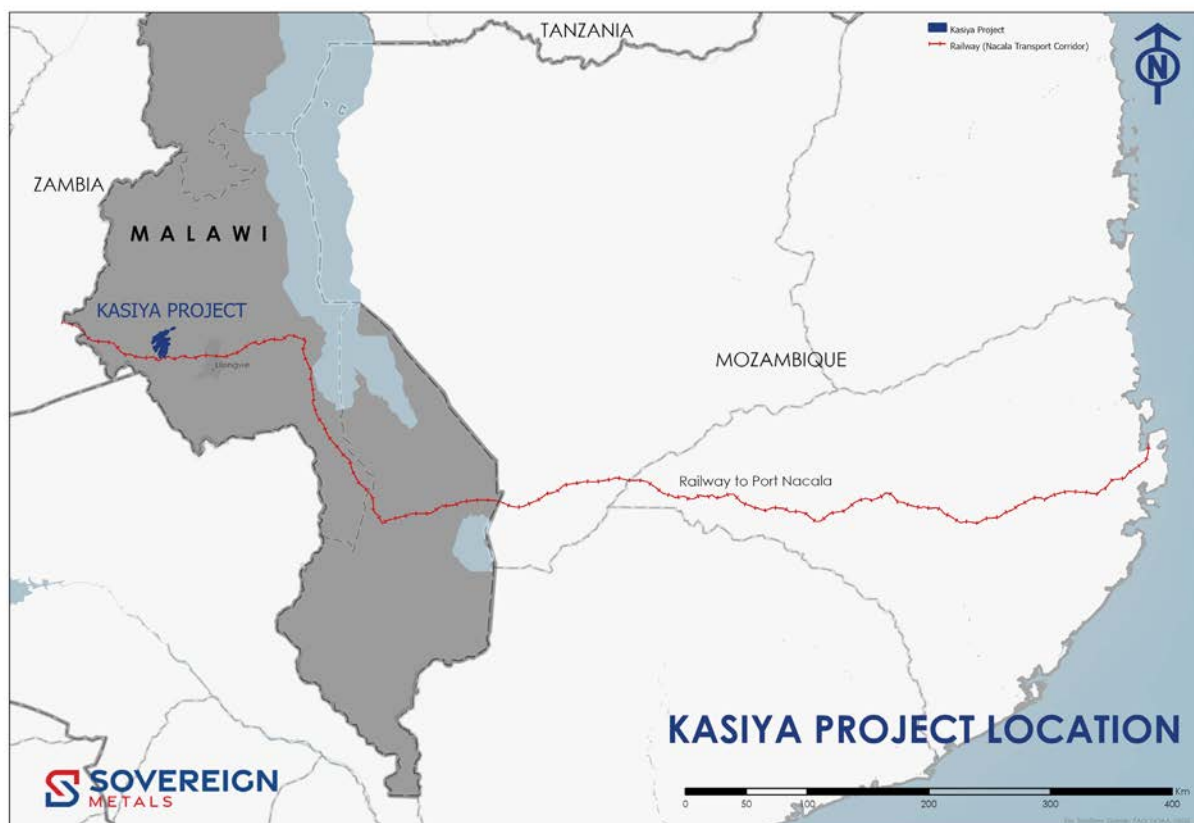 TANZANIA
Kasiya Project
Railway (Nacala Transport Corridor)
N
ZAMBIA
MALAWI
KASIYA PROJECT
Lilongwe
MOZAMBIQUE
Railway to Port Nacala
KASIYA PROJECT LOCATION
SOVEREIGN
METALS
Km
0 50 100 200 300 400